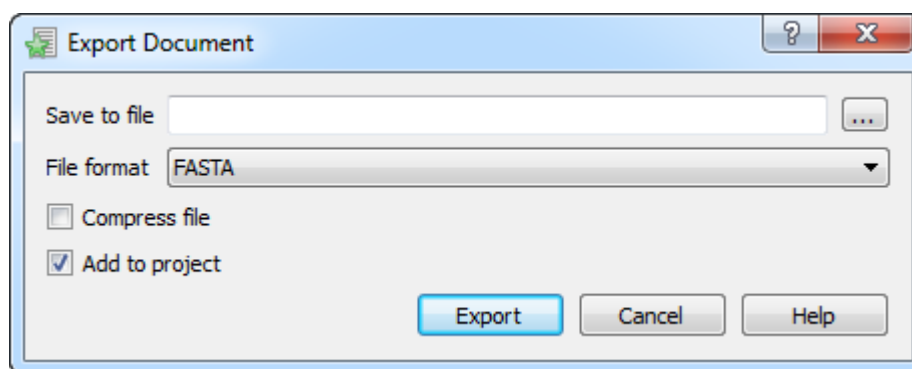 Export Document
Save to file ...
File format FASTA
Compress file
Add to project
Export Cancel Help